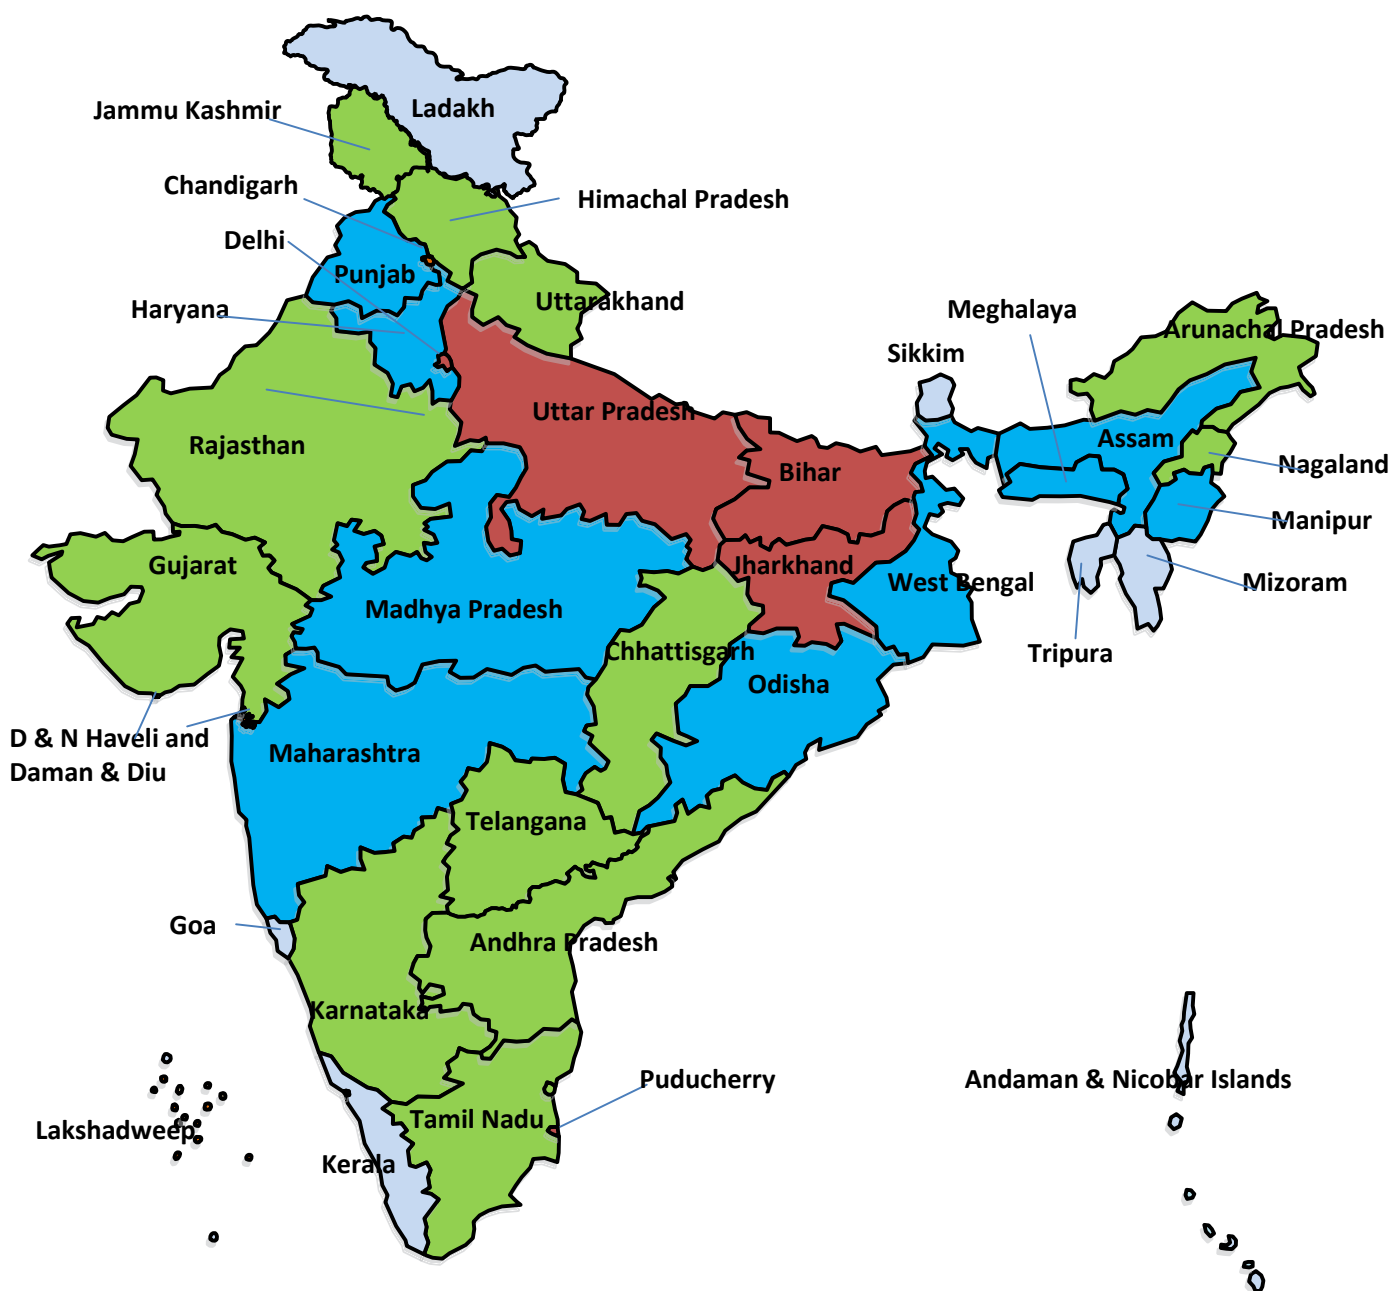 Ladakh
Jammu Kashmir
Chandigarh
Himachal Pradesh
Delhi
Punjab
Uttarakhand
Haryana
Meghalaya
Arunachal Pradesh
Sikkim
Uttar Pradesh
Assam
Rajasthan
Bihar
Nagaland
Manipur
Gujarat
Jharkhand
West Bengal
Mizoram
Madhya Pradesh
Chhattisgarh
Tripura
Odisha
D & N Haveli and
Daman & Diu
Maharashtra
Telangana
Goa
Andhra Pradesh
Karnataka
Puducherry
Andaman & Nicobar Islands
Tamil Nadu
Lakshadweep
Kerala